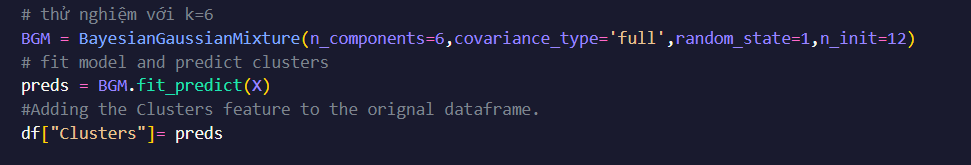 # thử nghiệm với k=6
BGM = BayesianGaussianMixture(n_components=6,covariance_type='full',random_state=1,n_init=12)
# fit model and predict clusters
preds = BGM.fit_predict(X)
#Adding the Clusters feature to the orignal dataframe.
df["Clusters"]= preds